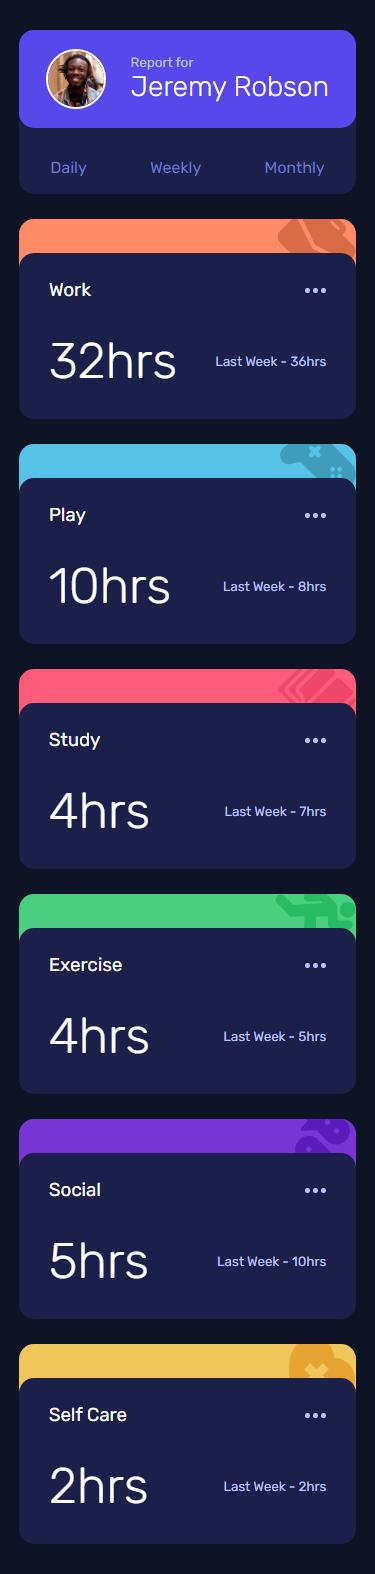 Report for
Jeremy Robson
Daily Weekly Monthly
Work
32hrs Last Week - 36hrs
Play
10hrs Last Week - 8hrs
Study
4hrs Last Week - 7hrs
Exercise
4hrs Last Week - 5hrs
Social
5hrs Last Week - 10hrs
Self Care
2hrs Last Week - 2hrs